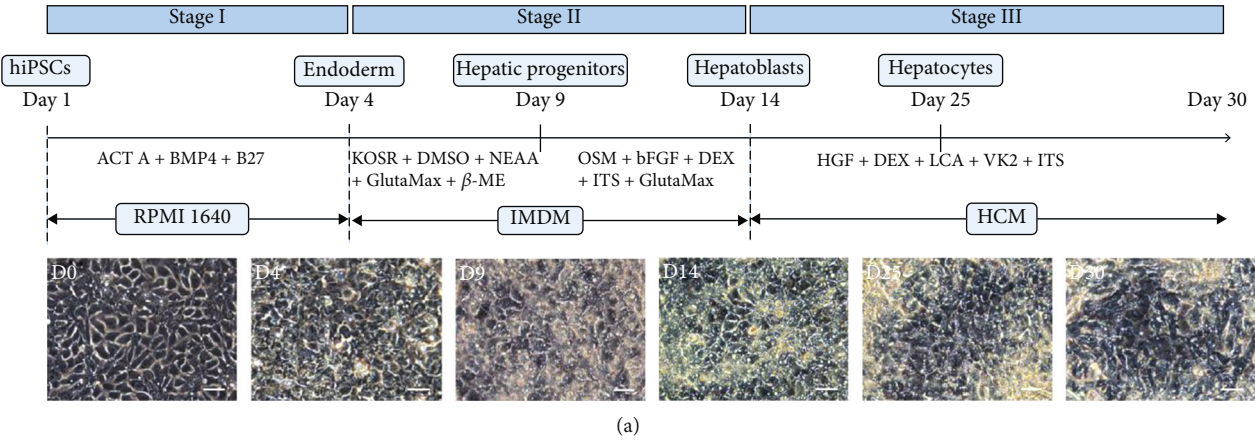 Stage I Stage II Stage III
hiPSCs Endoderm Hepatic progenitors Hepatoblasts Hepatocytes
Day 1 Day 4 Day 9 Day 14 Day 25 Day 30
ACT A + BMP4 + B27
KOSR + DMSO + NEAA
+ GlutaMax + β-ME
OSM + bFGF + DEX
+ ITS + GlutaMax
HGF + DEX + LCA + VK2 + ITS
RPMI 1640 IMDM HCM
D0 D4 D9 D14 D25 D30
(a)